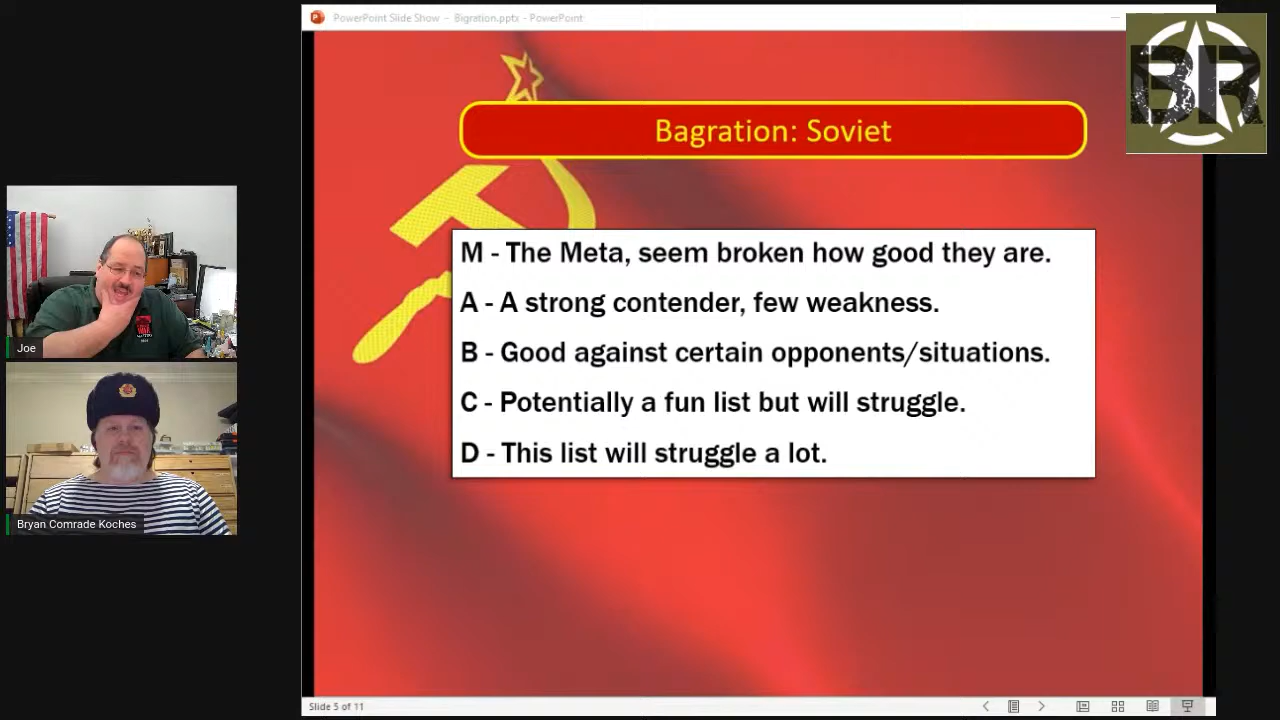 PowerPoint Slide Show - Bigration.pptx - PowerPoint
BR
Bagration: Soviet
M - The Meta, seem broken how good they are.
A - A strong contender, few weakness.
B - Good against certain opponents/situations.
C - Potentially a fun list but will struggle.
D - This list will struggle a lot.
Joe
Bryan Comrade Koches
Slide 5 of 11